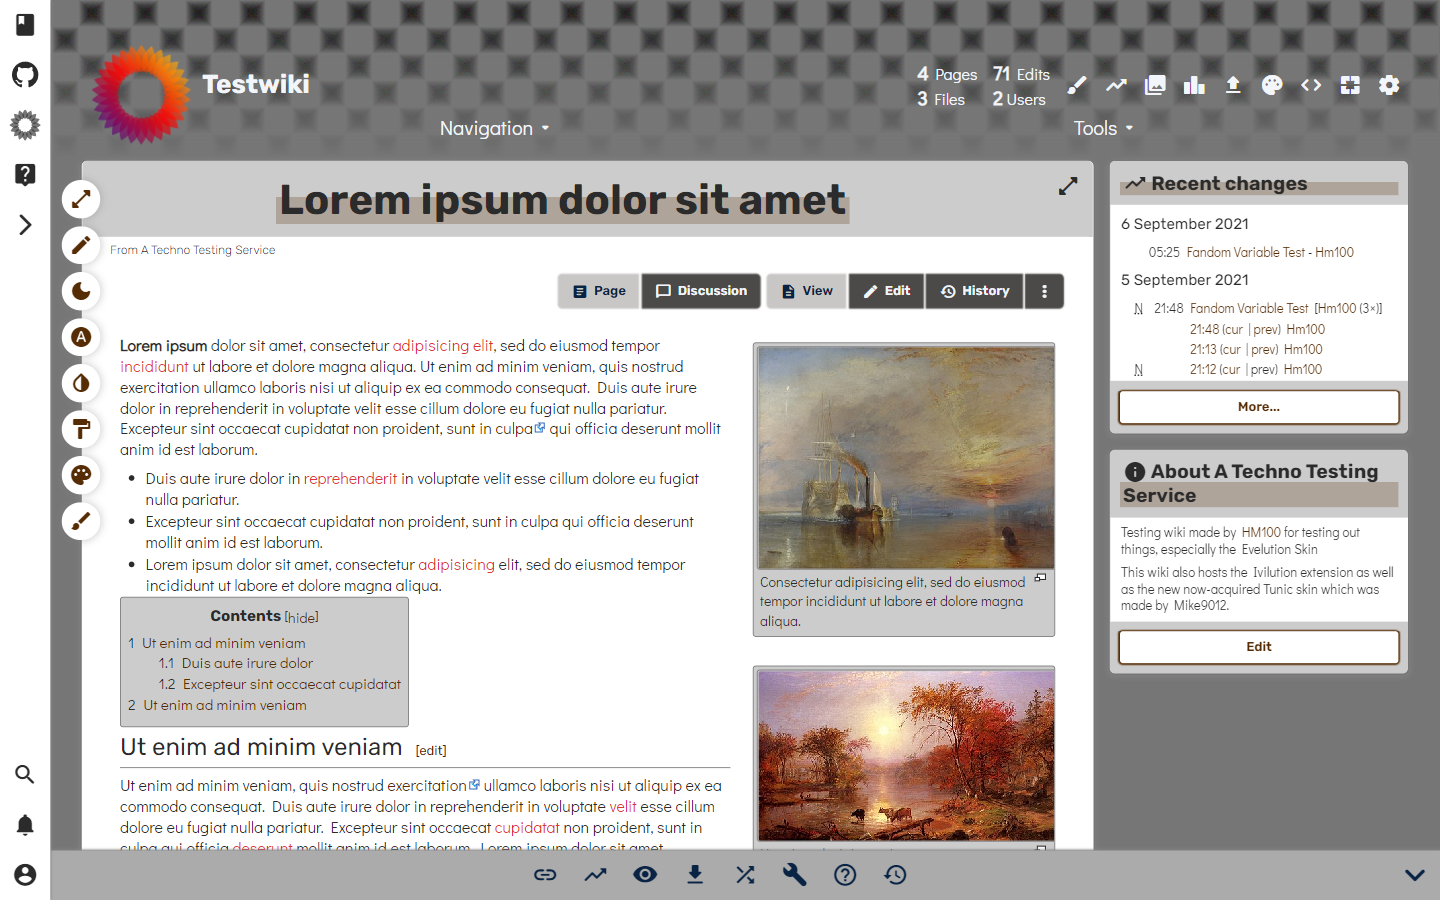 Testwiki
4 Pages 71 Edits
3 Files 2 Users
Navigation
Tools
Lorem ipsum dolor sit amet
From A Techno Testing Service
Page
Discussion
View
Edit
History
Lorem ipsum dolor sit amet, consectetur adipisicing elit, sed do eiusmod tempor
incididunt ut labore et dolore magna aliqua. Ut enim ad minim veniam, quis nostrud
exercitation ullamco laboris nisi ut aliquip ex ea commodo consequat. Duis aute irure
dolor in reprehenderit in voluptate velit esse cillum dolore eu fugiat nulla pariatur.
Excepteur sint occaecat cupidatat non proident, sunt in culpa qui officia deserunt mollit
anim id est laborum.
Duis aute irure dolor in reprehenderit in voluptate velit esse cillum dolore eu fugiat
nulla pariatur.
Excepteur sint occaecat cupidatat non proident, sunt in culpa qui officia deserunt
mollit anim id est laborum.
Lorem ipsum dolor sit amet, consectetur adipisicing elit, sed do eiusmod tempor
incididunt ut labore et dolore magna aliqua.
Contents [hide]
1 Ut enim ad minim veniam
1.1 Duis aute irure dolor
1.2 Excepteur sint occaecat cupidatat
2 Ut enim ad minim veniam
Ut enim ad minim veniam [edit]
Ut enim ad minim veniam, quis nostrud exercitation ullamco laboris nisi ut aliquip ex ea
commodo consequat. Duis aute irure dolor in reprehenderit in voluptate velit esse cillum
dolore eu fugiat nulla pariatur. Excepteur sint occaecat cupidatat non proident, sunt in
culpa qui officia deserunt mollit anim id est laborum. Lorem ipsum dolor sit amet,
Consectetur adipisicing elit, sed do eiusmod
tempor incididunt ut labore et dolore magna
aliqua.
Recent changes
6 September 2021
05:25 Fandom Variable Test - Hm100
5 September 2021
N 21:48 Fandom Variable Test [Hm100 (3×)]
21:48 (cur | prev) Hm100
21:13 (cur | prev) Hm100
N 21:12 (cur | prev) Hm100
More...
About A Techno Testing
Service
Testing wiki made by HM100 for testing out
things, especially the Evelution Skin
This wiki also hosts the Ivilution extension as well
as the new now-acquired Tunic skin which was
made by Mike9012.
Edit